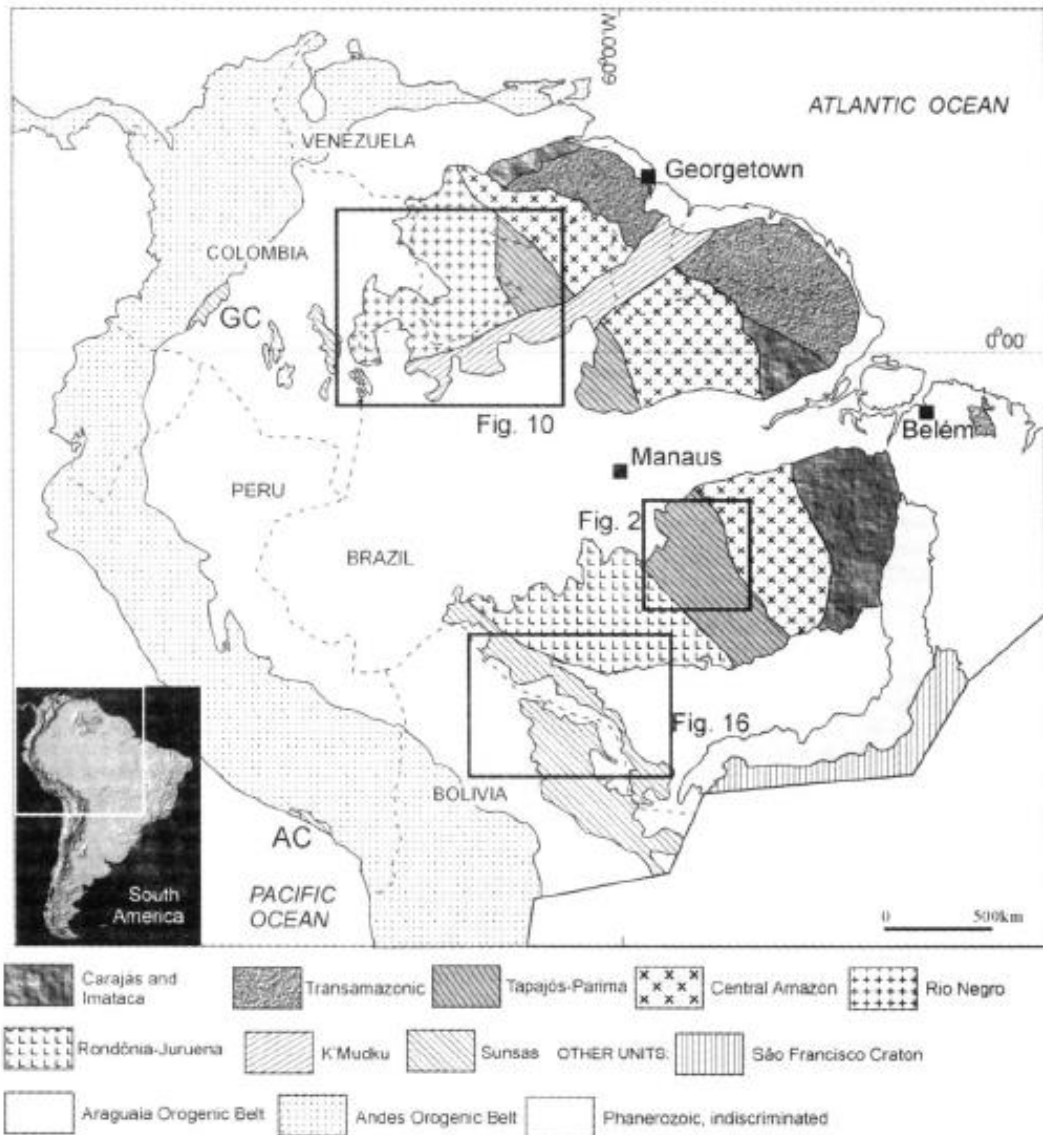 60°00'W
ATLANTIC OCEAN
VENEZUELA
Georgetown
COLOMBIA
GC
0°00'
Fig. 10
Belém
Manaus
PERU
Fig. 2
BRAZIL
Fig. 16
BOLIVIA
AC
PACIFIC
OCEAN
South
America
0 500km
Carajás and
Imataca
Transamazonic
Tapajós-Parima
Central Amazon
Rio Negro
Rondônia-Juruena
K'Mudku
Sunsas
OTHER UNITS:
São Francisco Craton
Araguaia Orogenic Belt
Andes Orogenic Belt
Phanerozoic, indiscriminated